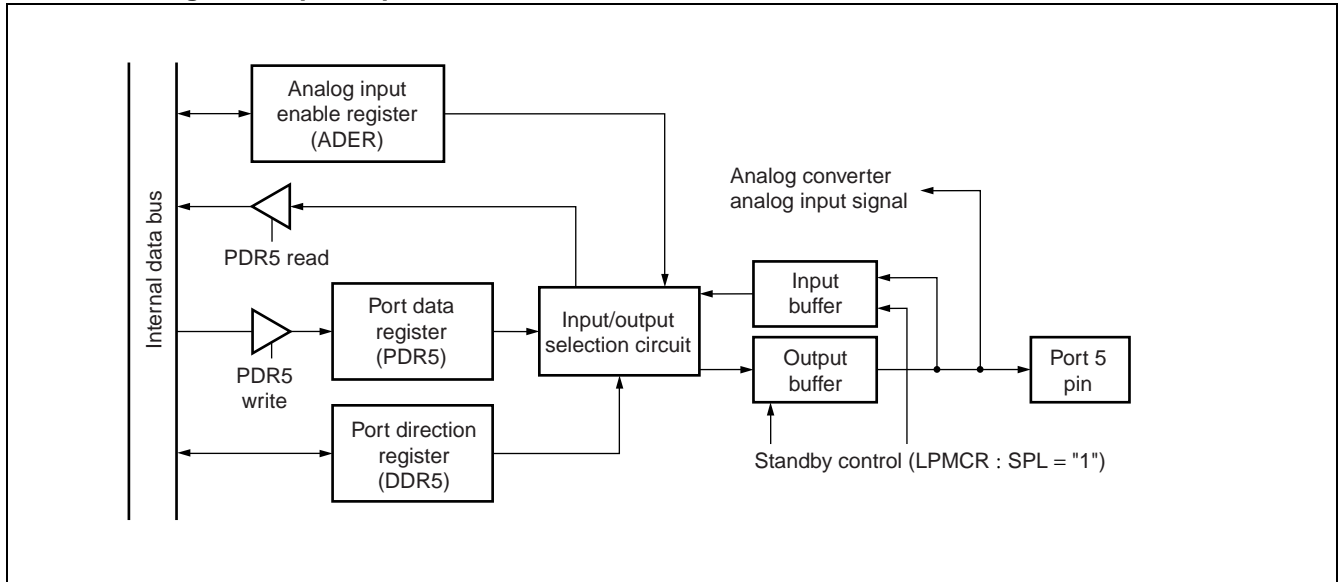 Analog input
enable register
(ADER)
Internal data bus
PDR5 read
Analog converter
analog input signal
Port data
register
(PDR5)
PDR5
write
Input/output
selection circuit
Input
buffer
Output
buffer
Port 5
pin
Port direction
register
(DDR5)
Standby control (LPMCR : SPL = "1")